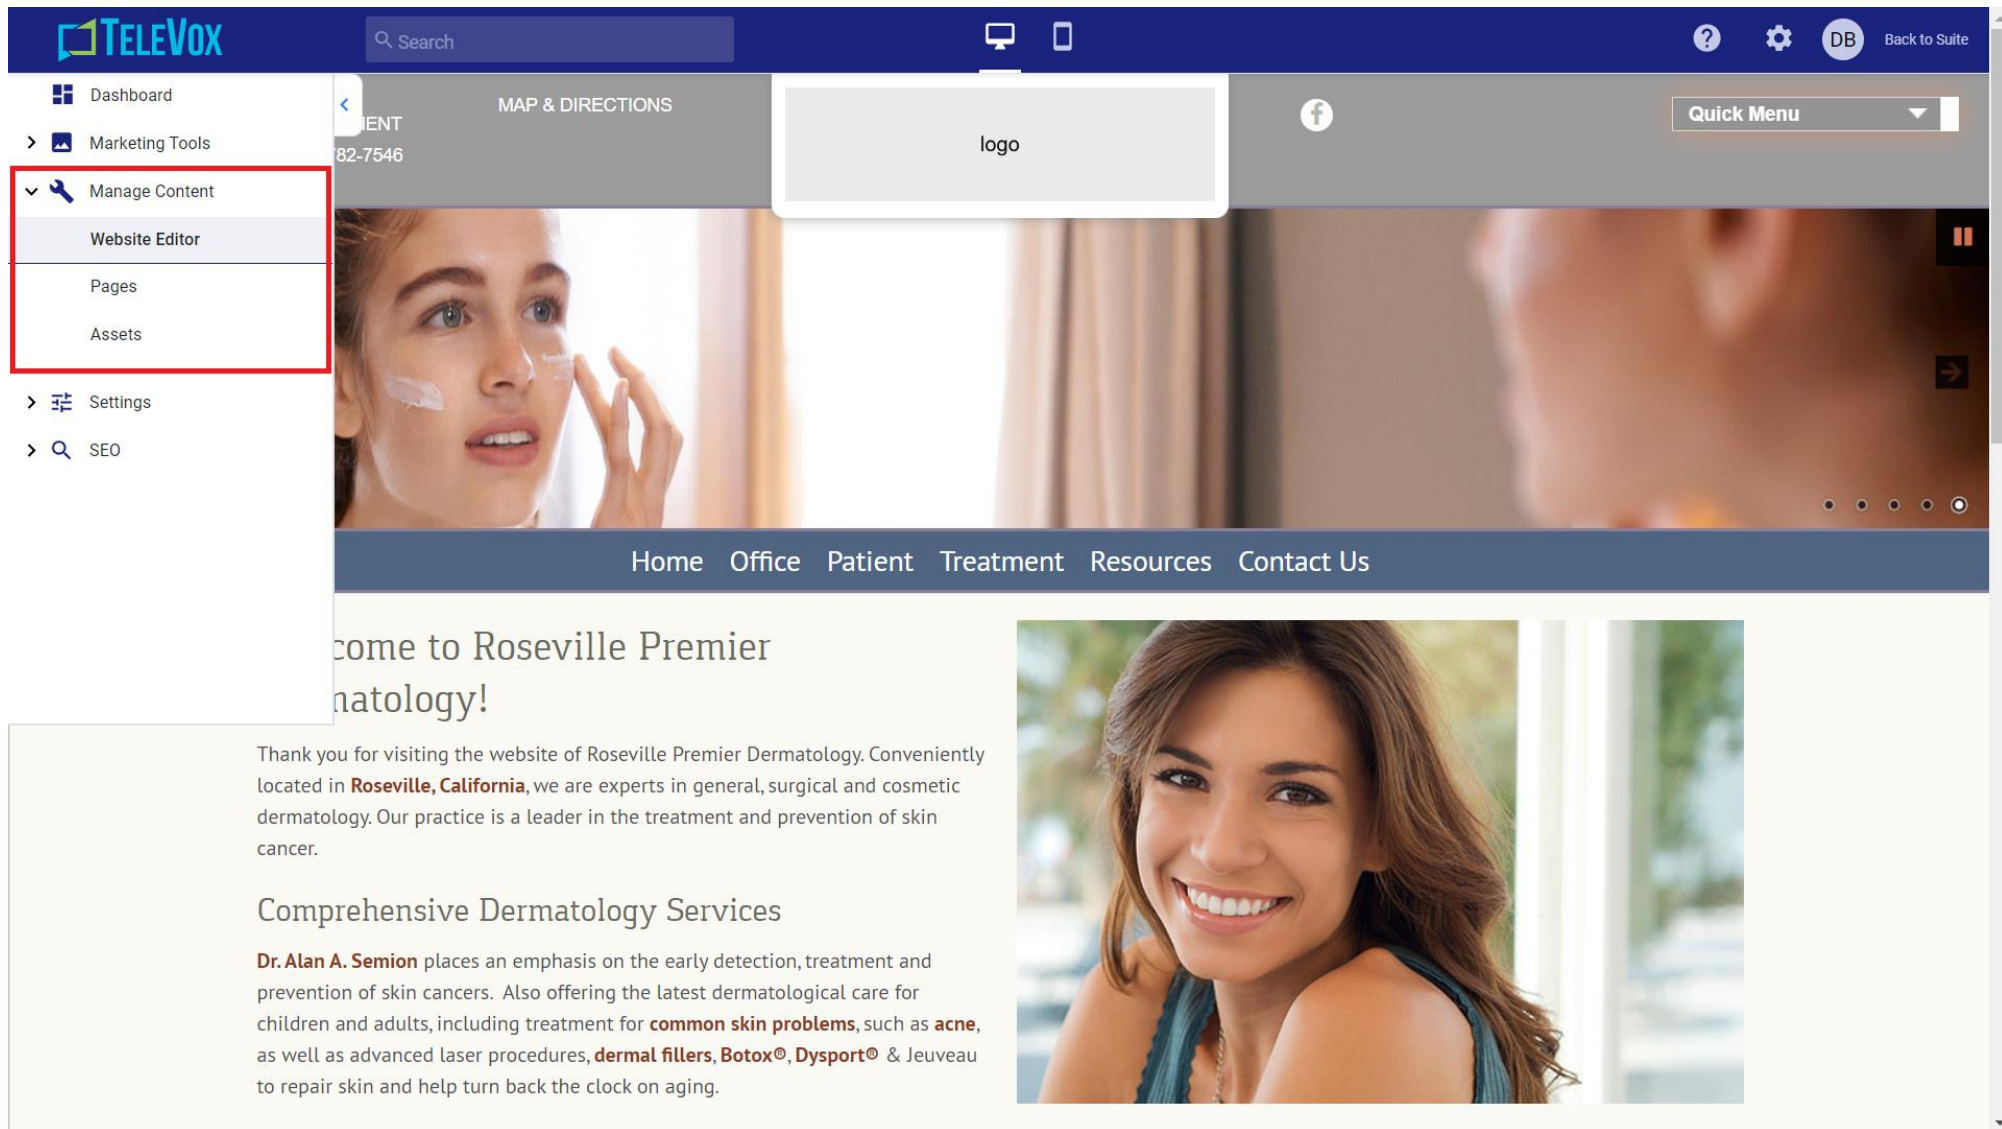 TELEVOX
Search
DB
Back to Suite
Dashboard
Marketing Tools
Manage Content
Website Editor
Pages
Assets
Settings
SEO
MAP & DIRECTIONS
82-7546
logo
f
Quick Menu
Home Office Patient Treatment Resources Contact Us
come to Roseville Premier
matology!
Thank you for visiting the website of Roseville Premier Dermatology. Conveniently
located in Roseville, California, we are experts in general, surgical and cosmetic
dermatology. Our practice is a leader in the treatment and prevention of skin
cancer.
Comprehensive Dermatology Services
Dr. Alan A. Semion places an emphasis on the early detection, treatment and
prevention of skin cancers. Also offering the latest dermatological care for
children and adults, including treatment for common skin problems, such as acne,
as well as advanced laser procedures, dermal fillers, Botox®, Dysport® & Jeuveau
to repair skin and help turn back the clock on aging.